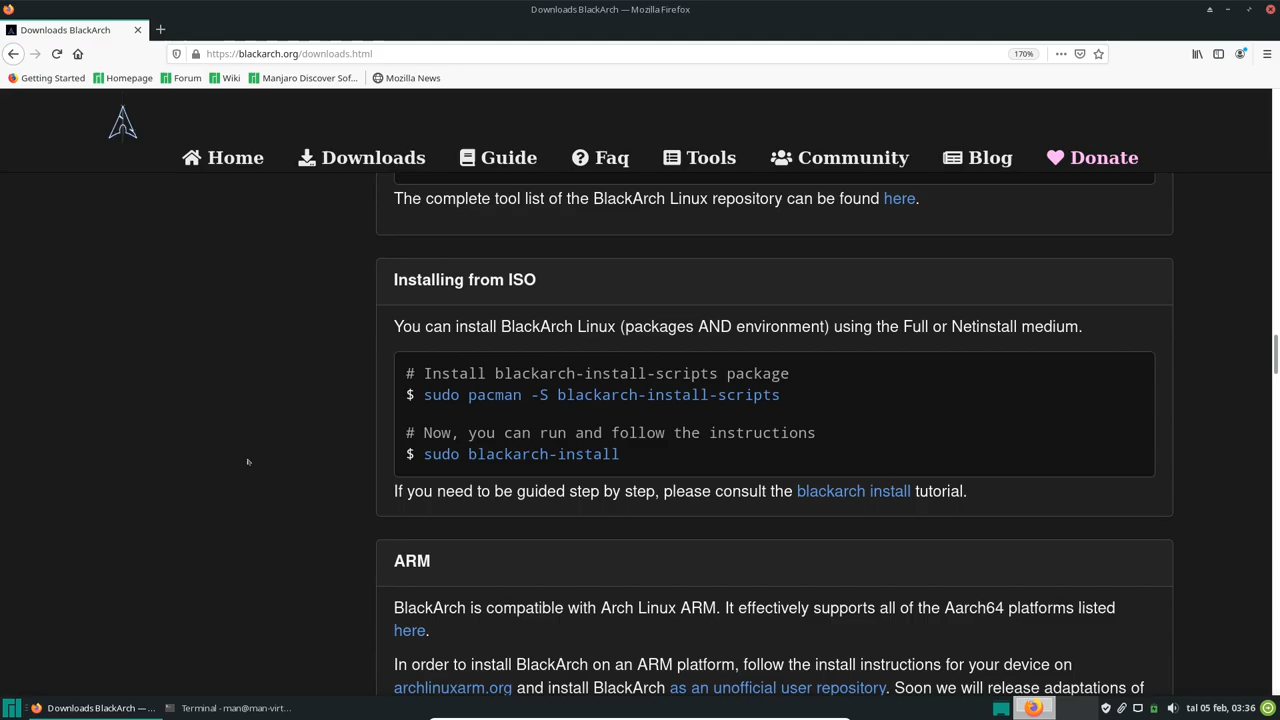 Downloads BlackArch — Mozilla Firefox
Downloads BlackArch
https://blackarch.org/downloads.html
170%
Getting Started
Homepage
Forum
Wiki
Manjaro Discover Sof...
Mozilla News
Home
Downloads
Guide
Faq
Tools
Community
Blog
Donate
The complete tool list of the BlackArch Linux repository can be found here.
Installing from ISO
You can install BlackArch Linux (packages AND environment) using the Full or Netinstall medium.
# Install blackarch-install-scripts package
$ sudo pacman -S blackarch-install-scripts
# Now, you can run and follow the instructions
$ sudo blackarch-install
If you need to be guided step by step, please consult the blackarch install tutorial.
ARM
BlackArch is compatible with Arch Linux ARM. It effectively supports all of the Aarch64 platforms listed
here.
In order to install BlackArch on an ARM platform, follow the install instructions for your device on
archlinuxarm.org and install BlackArch as an unofficial user repository. Soon we will release adaptations of
Downloads BlackArch — ...
Terminal - man@man-virt...
tal 05 feb, 03:36